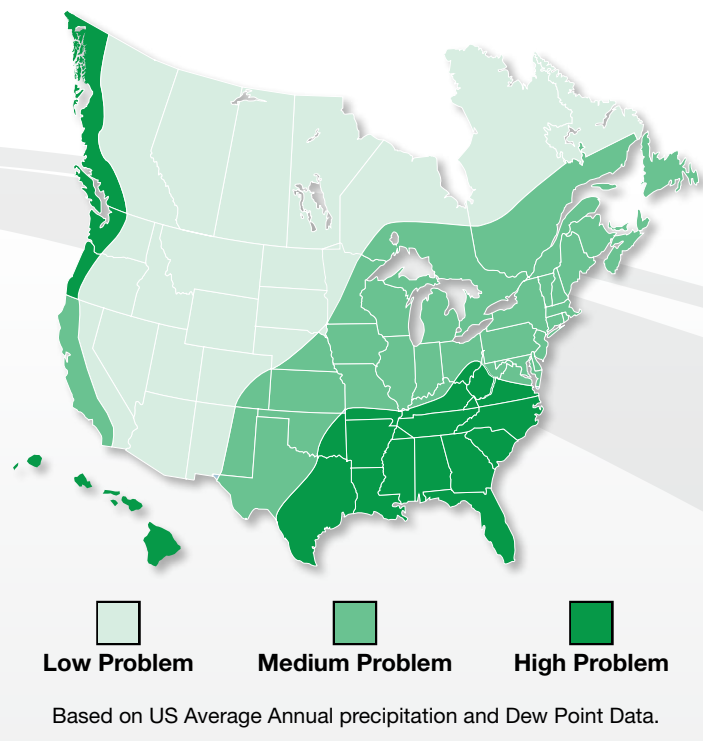 Low Problem
Medium Problem
High Problem
Based on US Average Annual precipitation and Dew Point Data.